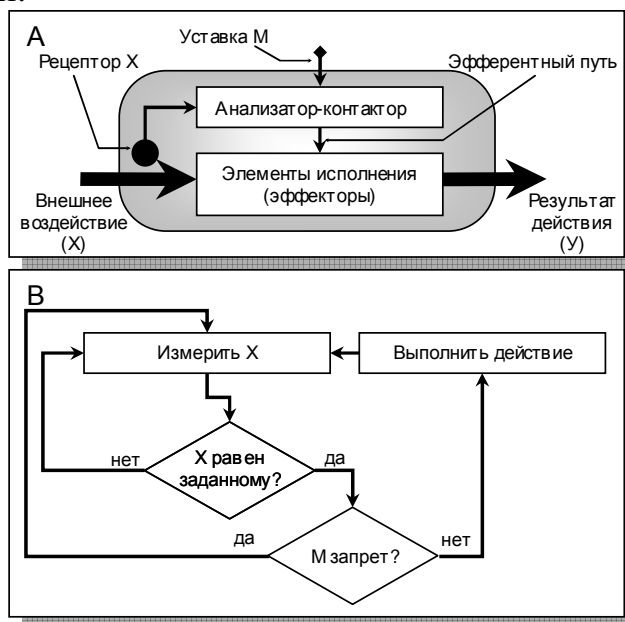 A
Уставка М
Рецептор X
Эфферентный путь
Анализатор-контактор
Элементы исполнения
(эффекторы)
Внешнее
воздействие
(X)
Результат
действия
(У)
B
Измерить X
Выполнить действие
X равен
заданному?
нет
да
М запрет?
да
нет